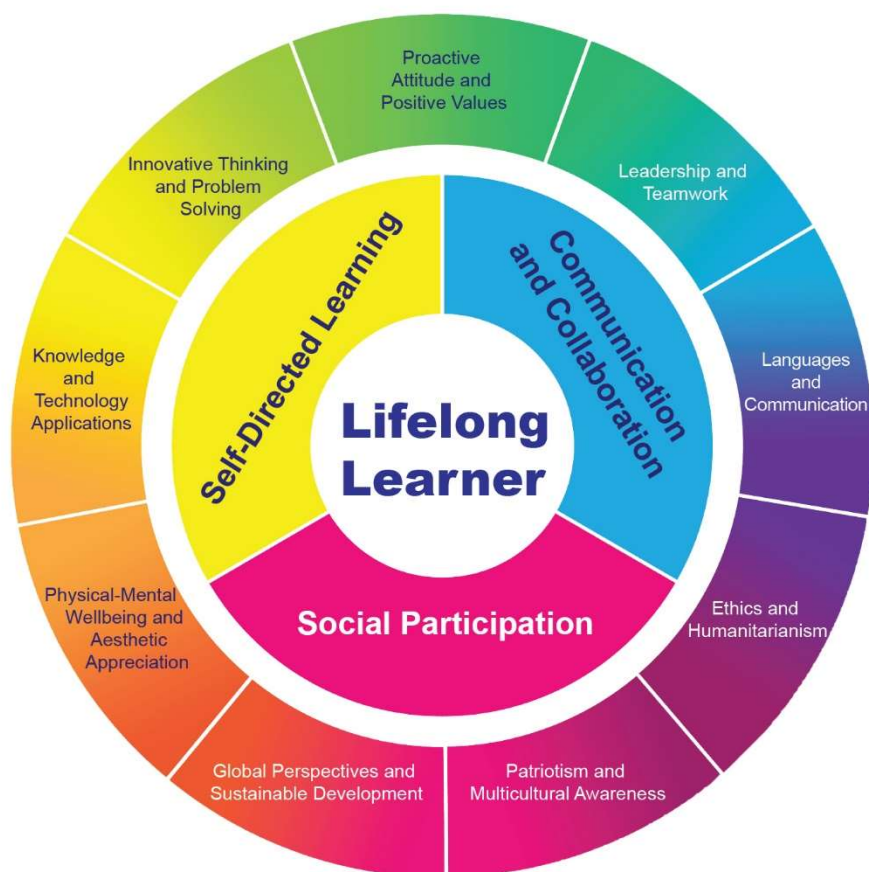 Proactive
Attitude and
Positive Values
Leadership and
Teamwork
Languages
and
Communication
Ethics and
Humanitarianism
Patriotism and
Multicultural Awareness
Global Perspectives and
Sustainable Development
Physical-Mental
Wellbeing and
Aesthetic
Appreciation
Knowledge
and
Technology
Applications
Innovative Thinking
and Problem
Solving
Self-Directed Learning
Communication
and Collaboration
Social Participation
Lifelong
Learner